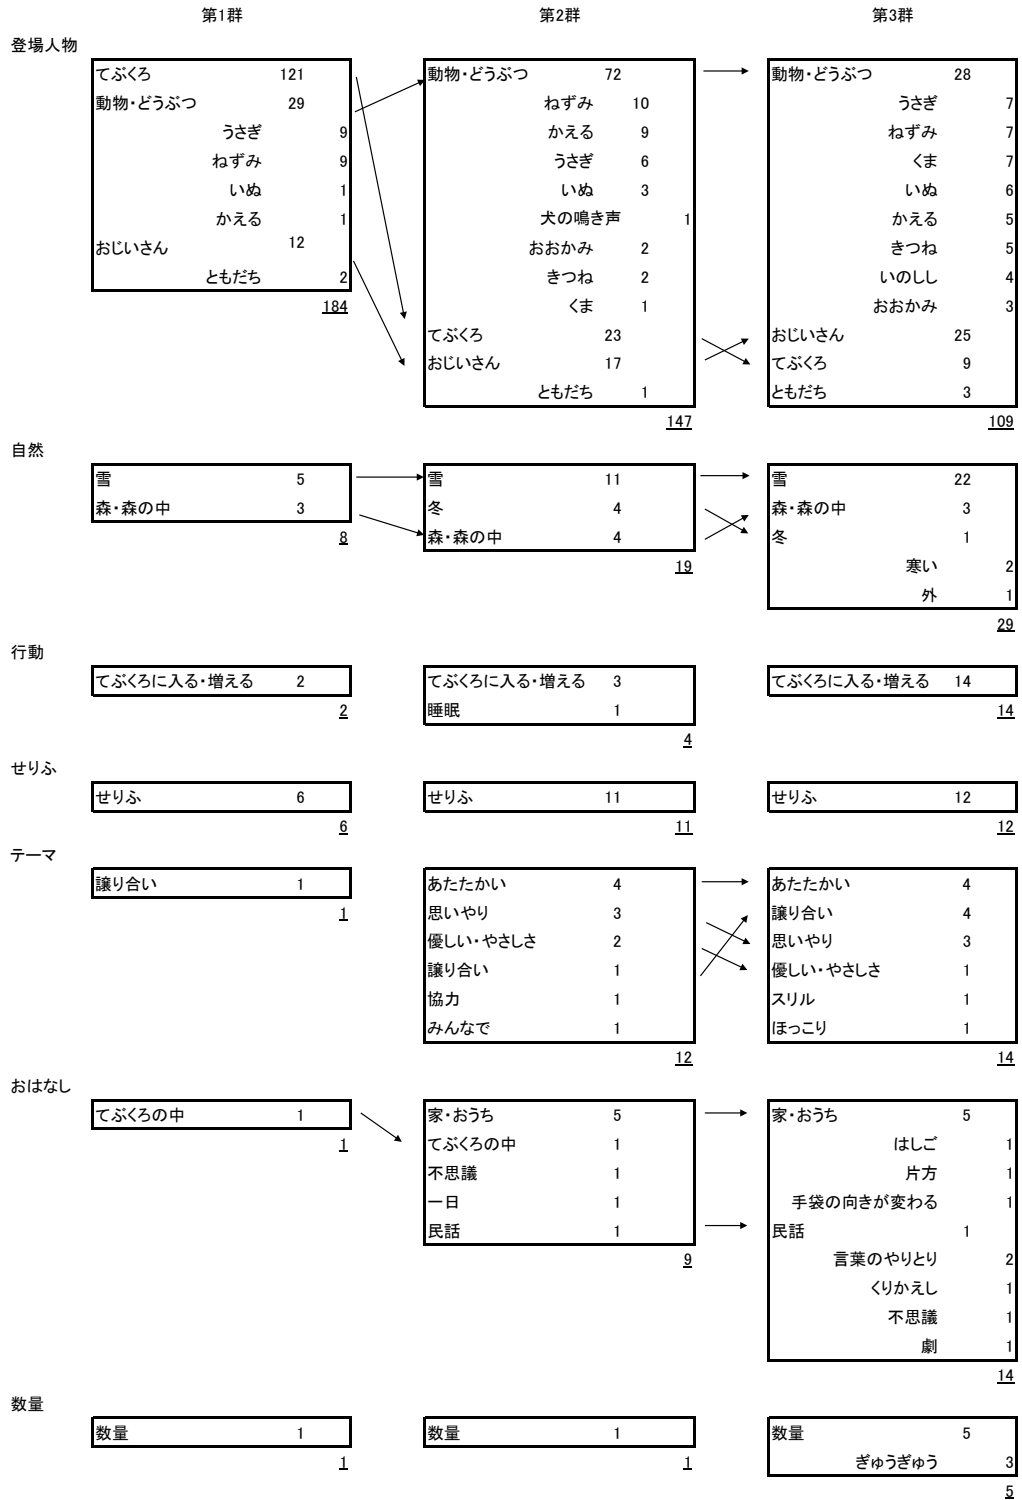 第1群 第2群 第3群
登場人物
てぶくろ 121 動物・どうぶつ 72 動物・どうぶつ 28
動物・どうぶつ 29 ねずみ 10 うさぎ 7
うさぎ 9 かえる 9 ねずみ 7
ねずみ 9 うさぎ 6 くま 7
いぬ 1 いぬ 3 いぬ 6
かえる 1 犬の鳴き声 1 かえる 5
おじいさん 12 おおかみ 2 きつね 5
ともだち 2 きつね 2 いのしし 4
184 くま 1 おおかみ 3
てぶくろ 23 おじいさん 25
おじいさん 17 てぶくろ 9
ともだち 1 ともだち 3
147 109
自然
雪 5 雪 11 雪 22
森・森の中 3 冬 4 森・森の中 3
8 森・森の中 4 冬 1
19 寒い 2
外 1
29
行動
てぶくろに入る・増える 2 てぶくろに入る・増える 3 てぶくろに入る・増える 14
2 睡眠 1 14
4
せりふ
せりふ 6 せりふ 11 せりふ 12
6 11 12
テーマ
譲り合い 1 あたたかい 4 あたたかい 4
1 思いやり 3 譲り合い 4
優しい・やさしさ 2 思いやり 3
譲り合い 1 優しい・やさしさ 1
協力 1 スリル 1
みんなで 1 ほっこり 1
12 14
おはなし
てぶくろの中 1 家・おうち 5 家・おうち 5
1 てぶくろの中 1 はしご 1
不思議 1 片方 1
一日 1 手袋の向きが変わる 1
民話 1 民話 1
9 言葉のやりとり 2
くりかえし 1
不思議 1
劇 1
14
数量
数量 1 数量 1 数量 5
1 1 ぎゅうぎゅう 3
5